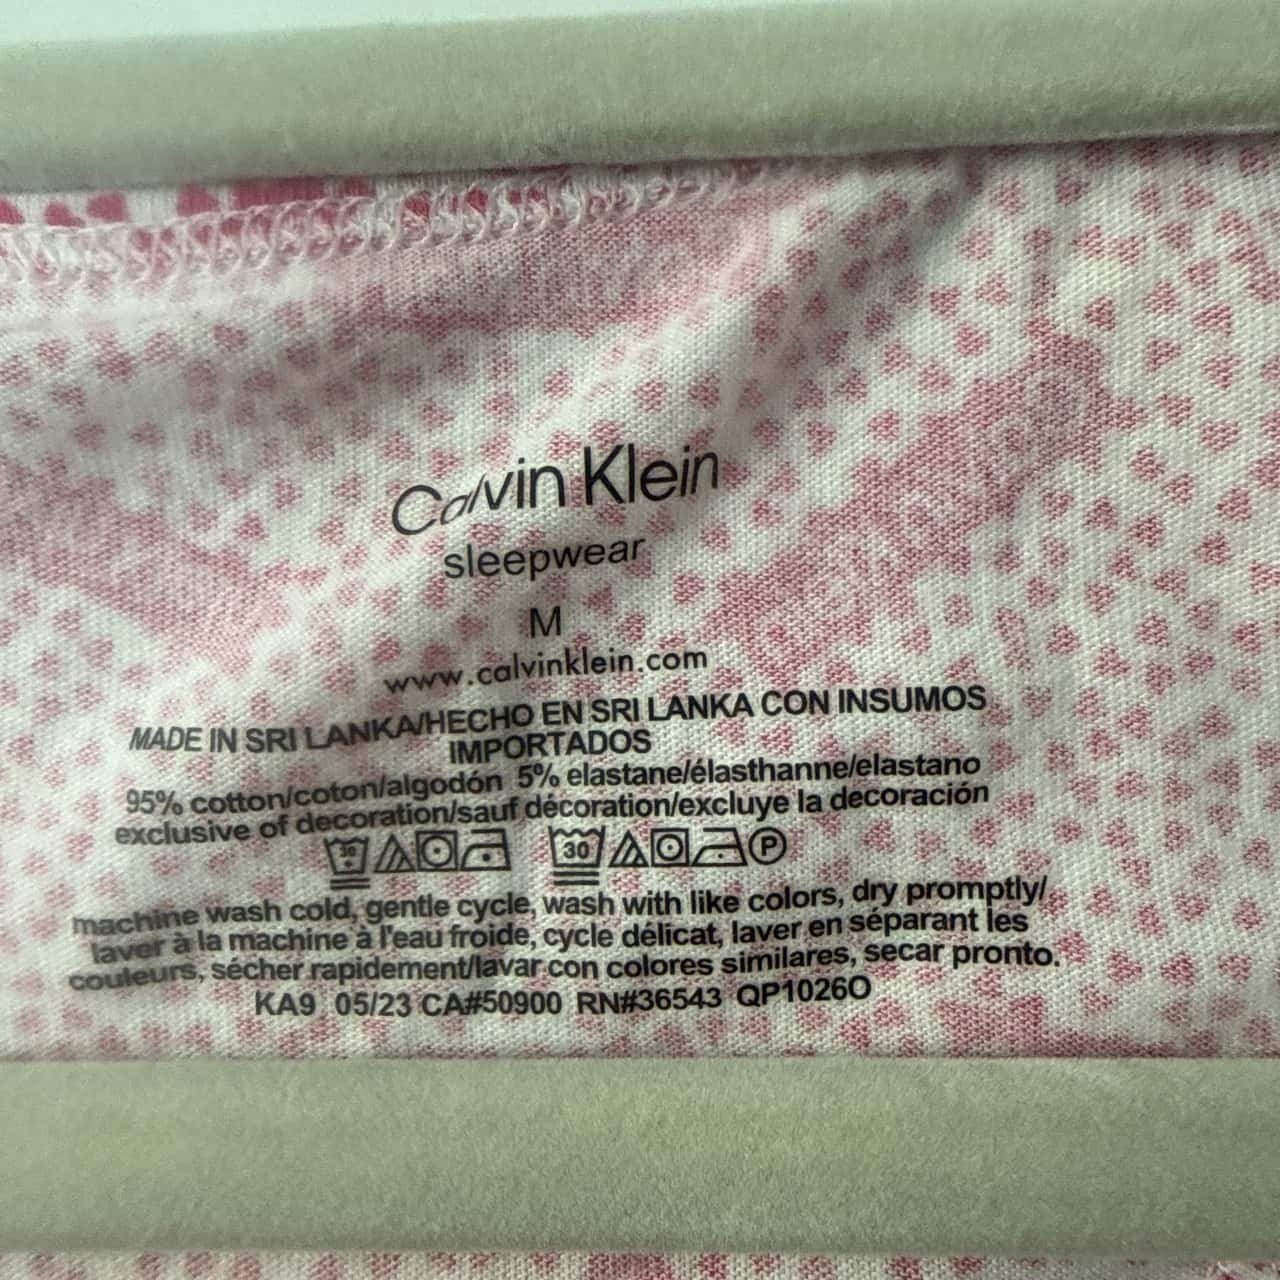 Calvin Klein
sleepwear
M
www.calvinklein.com
MADE IN SRI LANKA/HECHO EN SRI LANKA CON INSUMOS
IMPORTADOS
95% cotton/coton/algodón 5% elastane/élasthanne/elastano
exclusive of decoration/sauf décoration/excluye la decoración
30 30 P
machine wash cold, gentle cycle, wash with like colors, dry promptly/
laver à la machine à l'eau froide, cycle délicat, laver en séparant les
couleurs, sécher rapidement/lavar con colores similares, secar pronto.
KA9 05/23 CA#50900 RN#36543 QP1026O